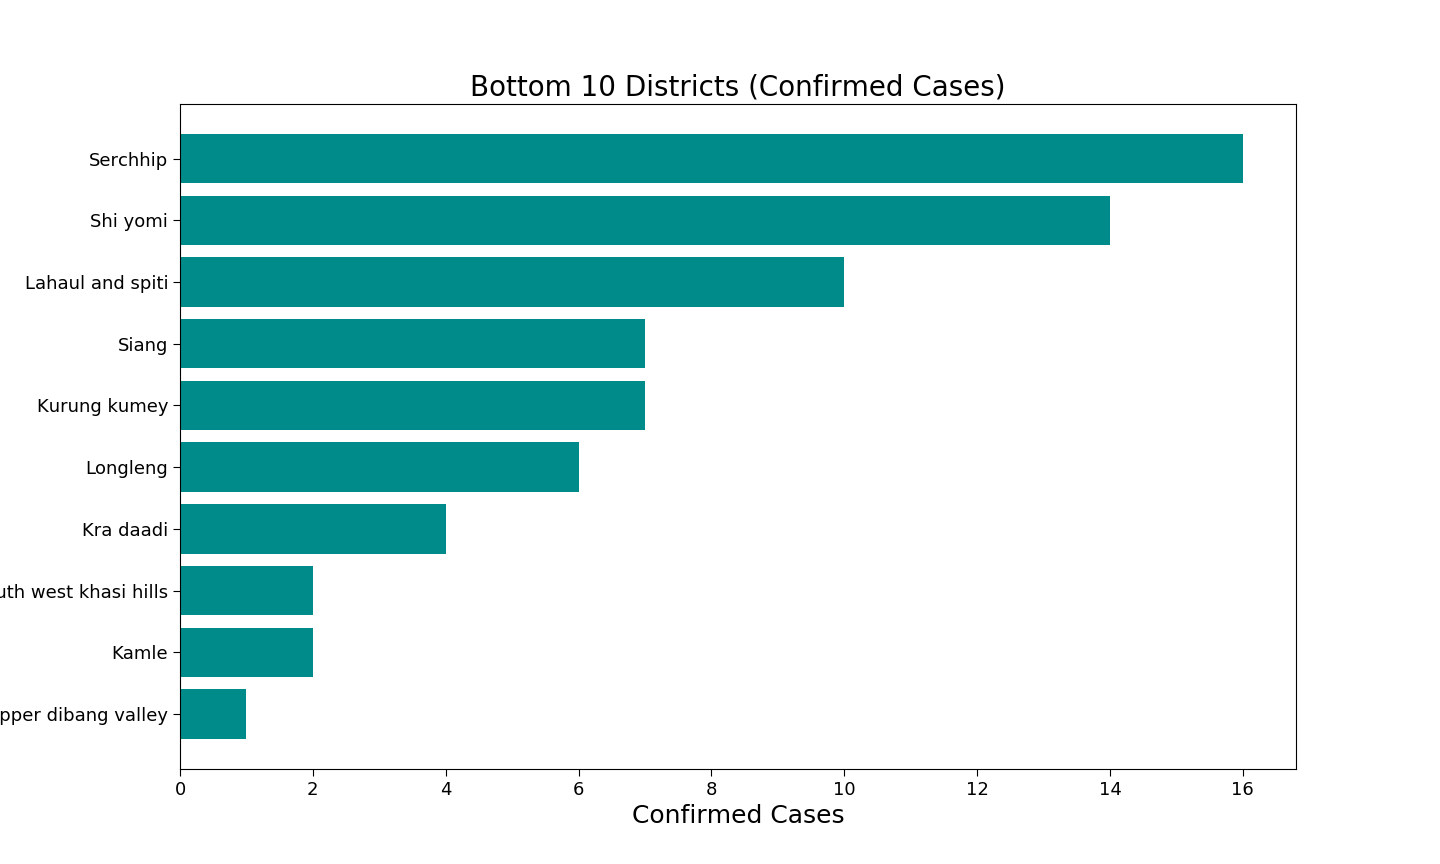 Bottom 10 Districts (Confirmed Cases)
Serchhip
Shi yomi
Lahaul and spiti
Siang
Kurung kumey
Longleng
Kra daadi
uth west khasi hills
Kamle
pper dibang valley
0 2 4 6 8 10 12 14 16
Confirmed Cases